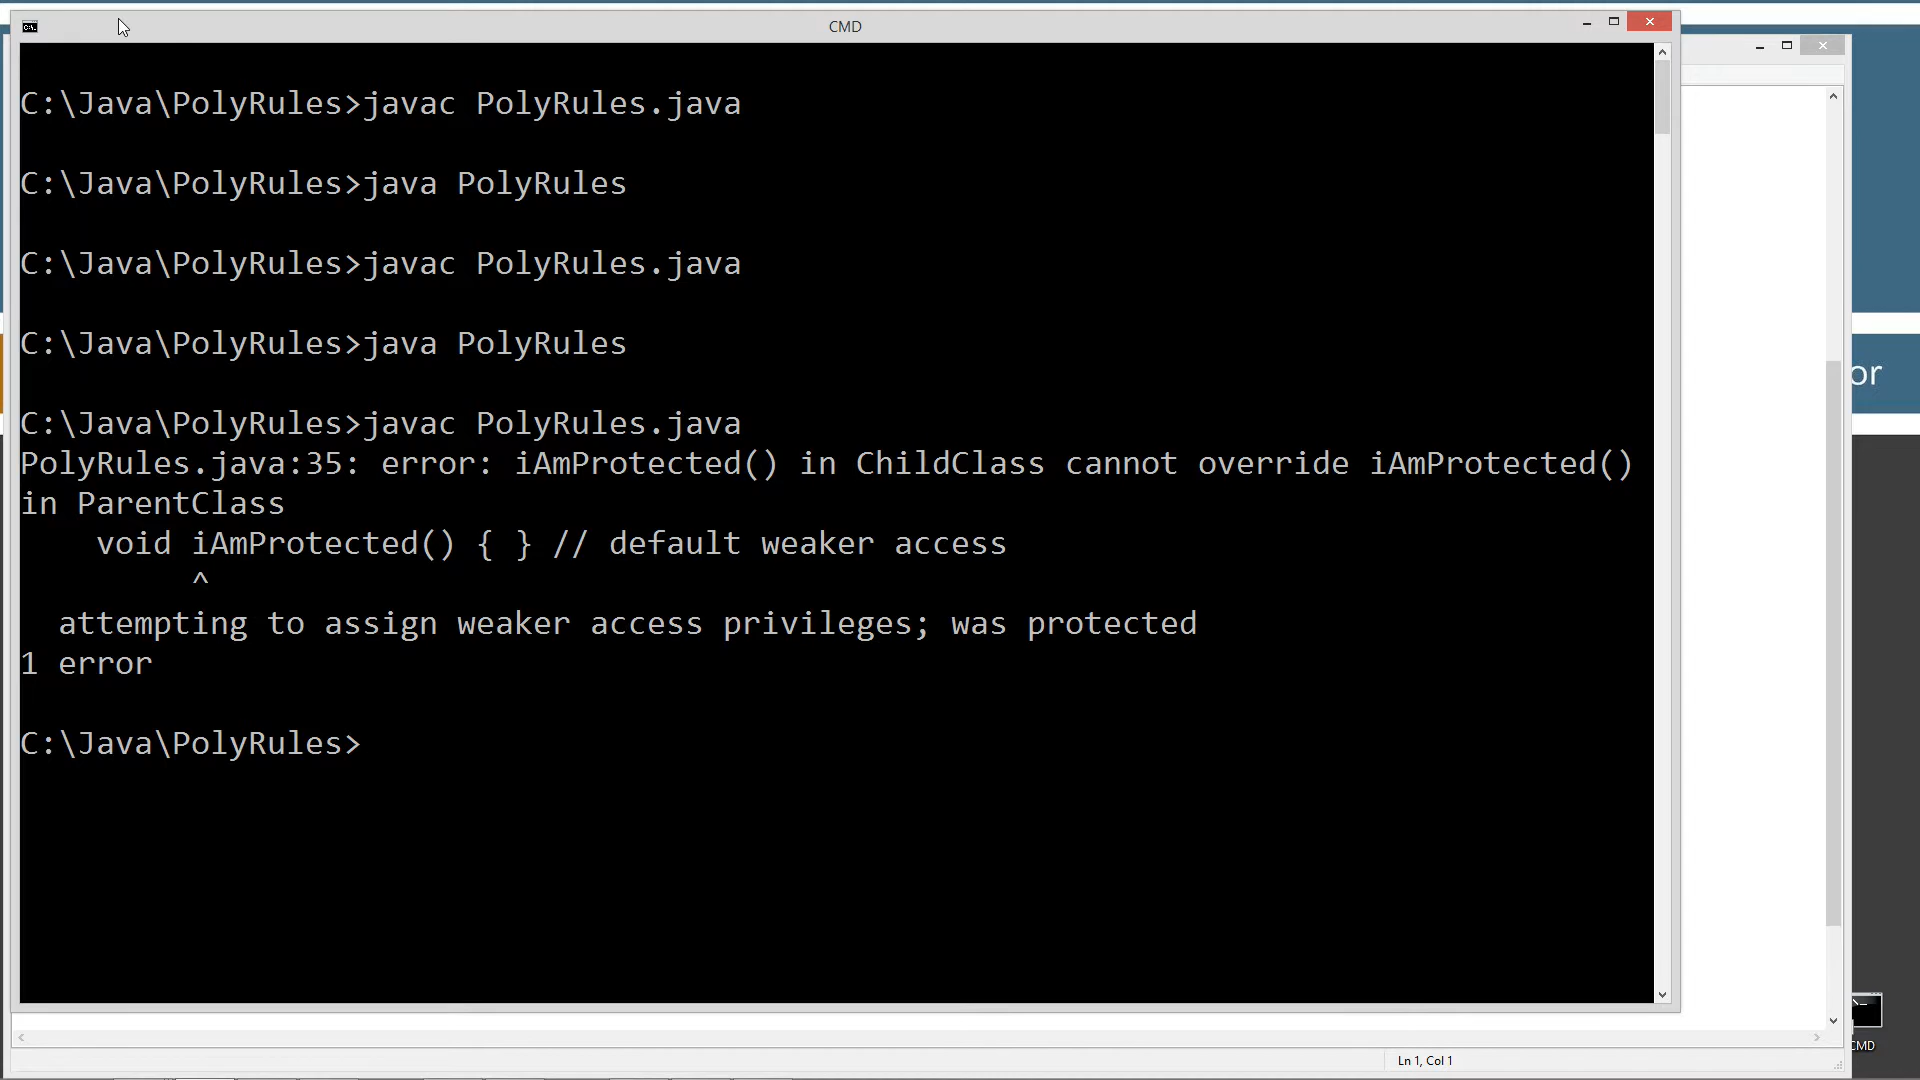 CMD
C:\Java\PolyRules>javac PolyRules.java
C:\Java\PolyRules>java PolyRules
C:\Java\PolyRules>javac PolyRules.java
C:\Java\PolyRules>java PolyRules
or
C:\Java\PolyRules>javac PolyRules.java
PolyRules.java:35: error: iAmProtected() in ChildClass cannot override iAmProtected()
in ParentClass
    void iAmProtected() { } // default weaker access
         ^
  attempting to assign weaker access privileges; was protected
1 error
C:\Java\PolyRules>
CMD
Ln 1, Col 1